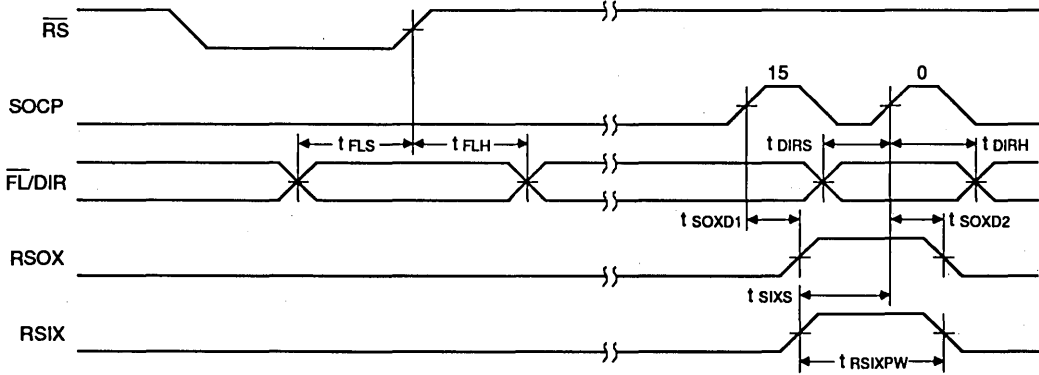 RS
15 0
SOCP
t FLS t FLH t DIRS t DIRH
FL/DIR
t SOXD1 t SOXD2
RSOX
t SIXS
RSIX
t RSIXPW